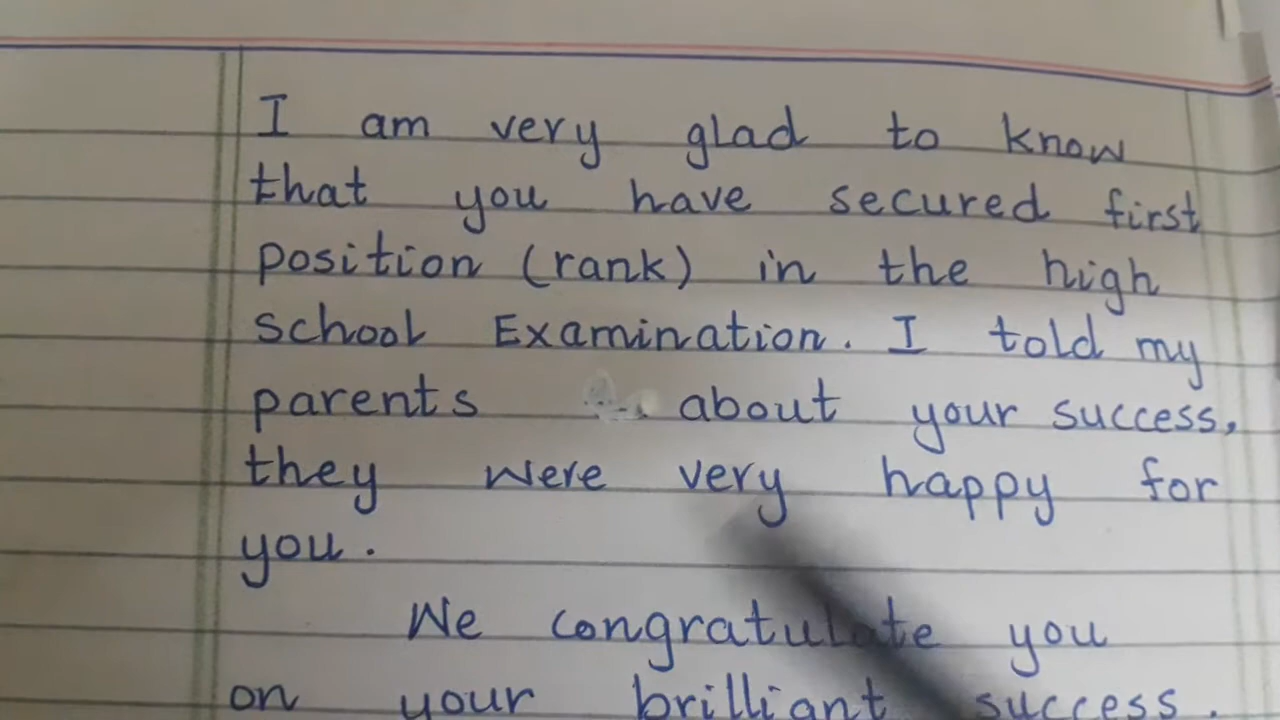 I am very glad to know
that you have secured first
position (rank) in the high
school Examination. I told my
parents about your success,
they were very happy for
you.
We congratulate you
on your brilliant success.